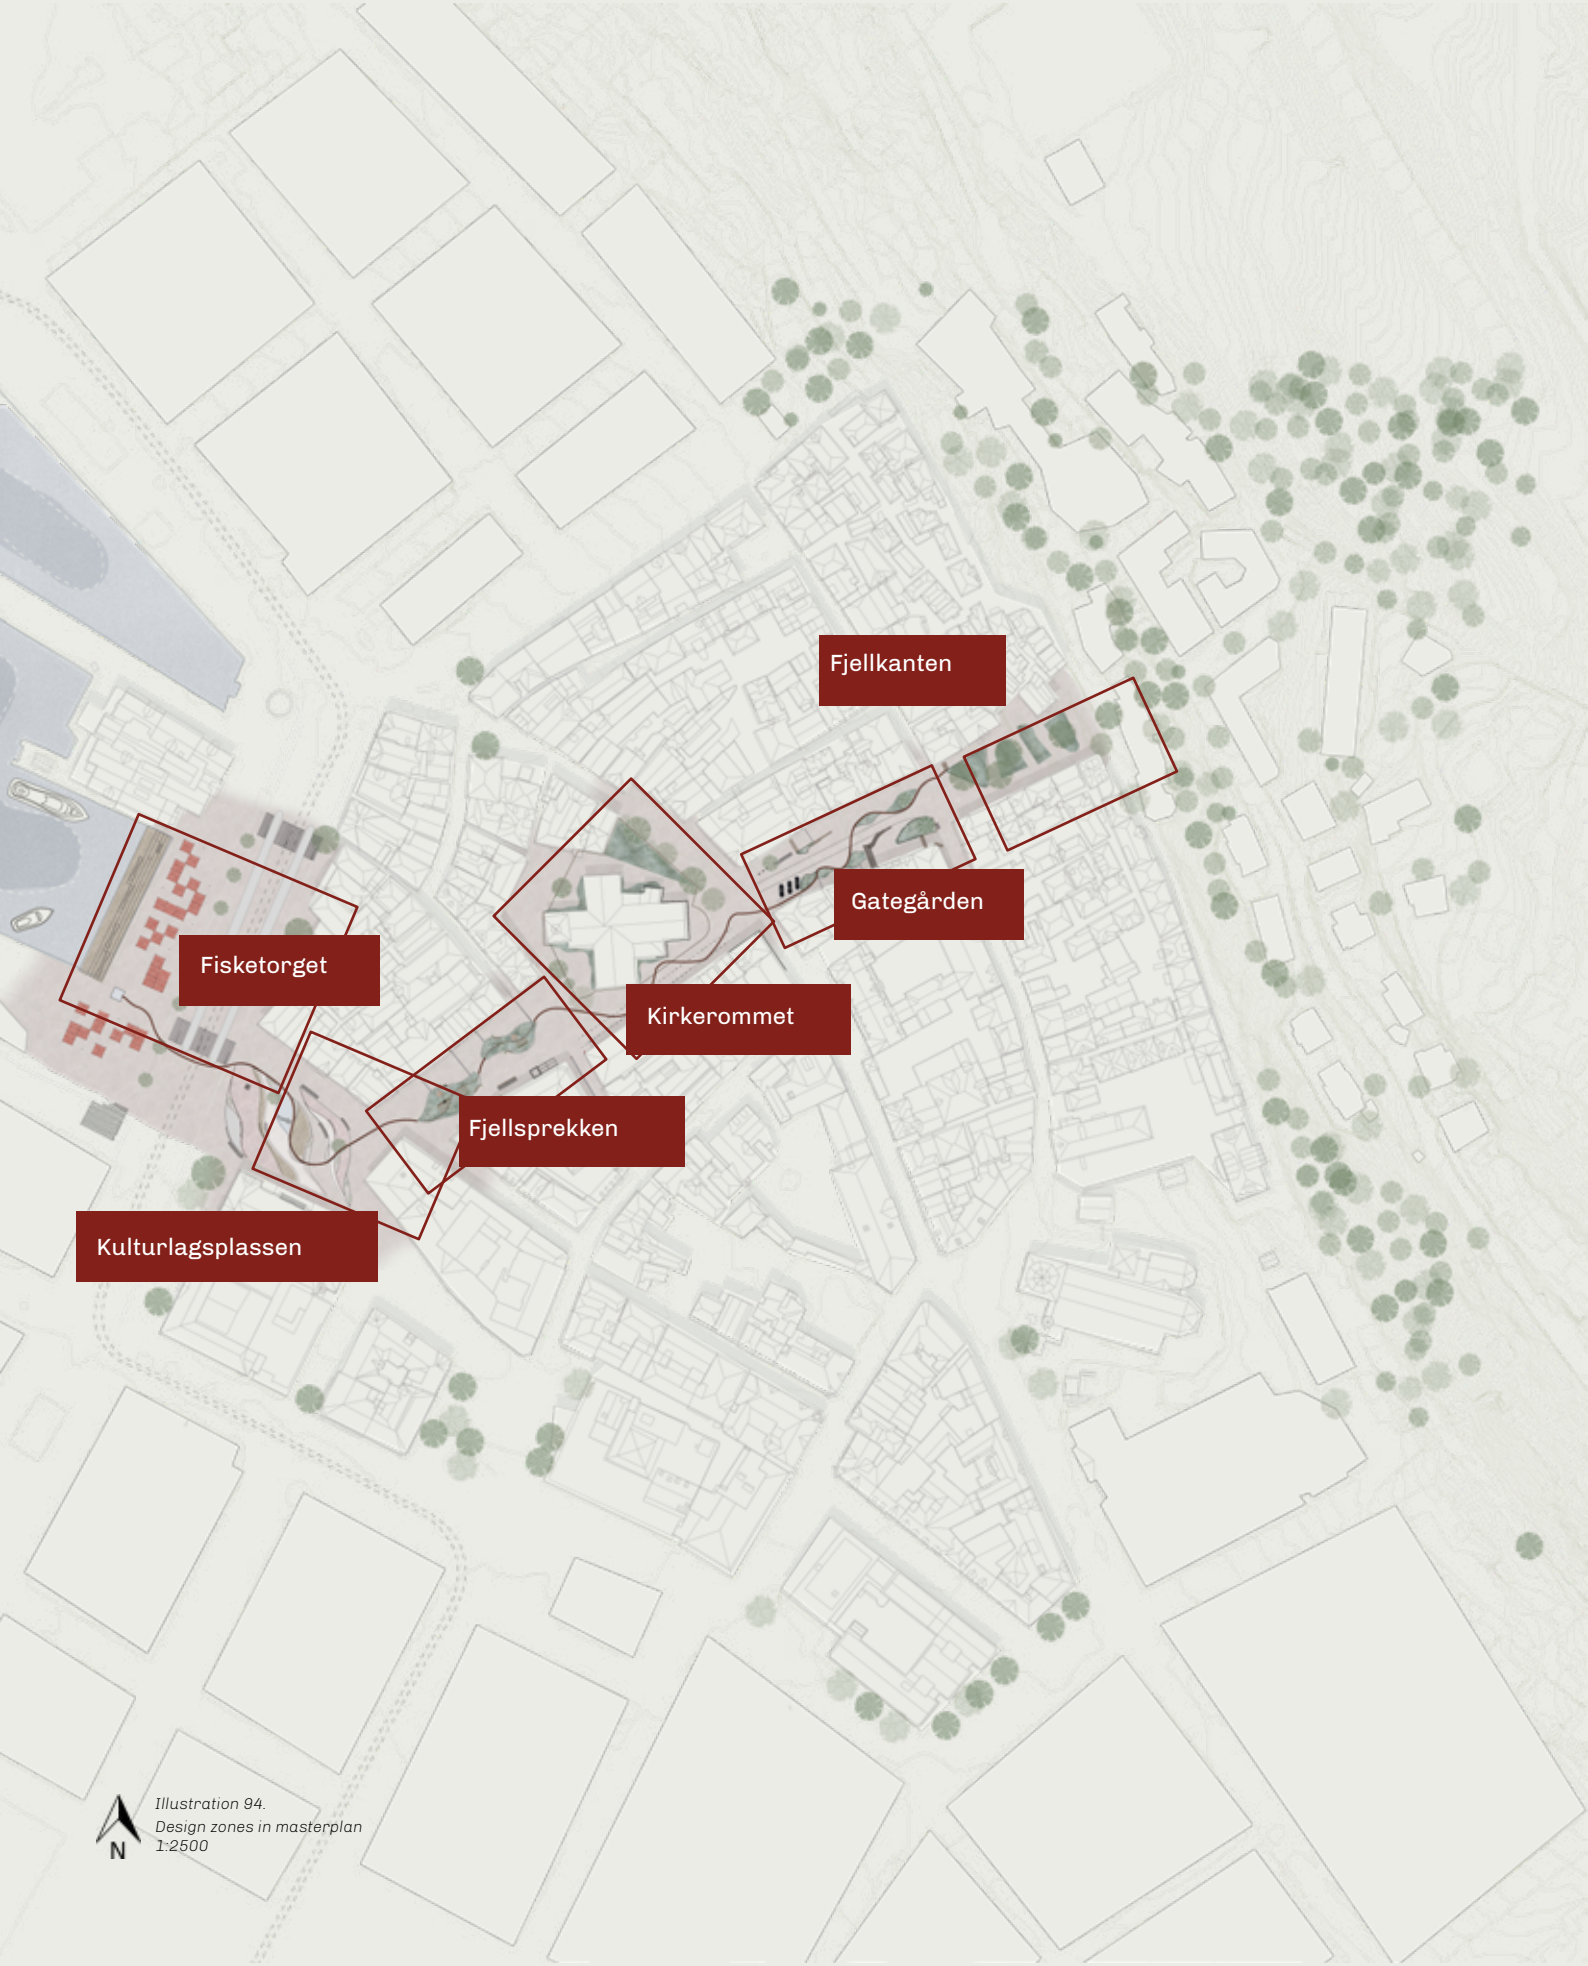 Fjellkanten
Gategården
Fisketorget
Kirkerommet
Fjellsprekken
Kulturlagsplassen
Illustration 94.
Design zones in masterplan
1:2500
N